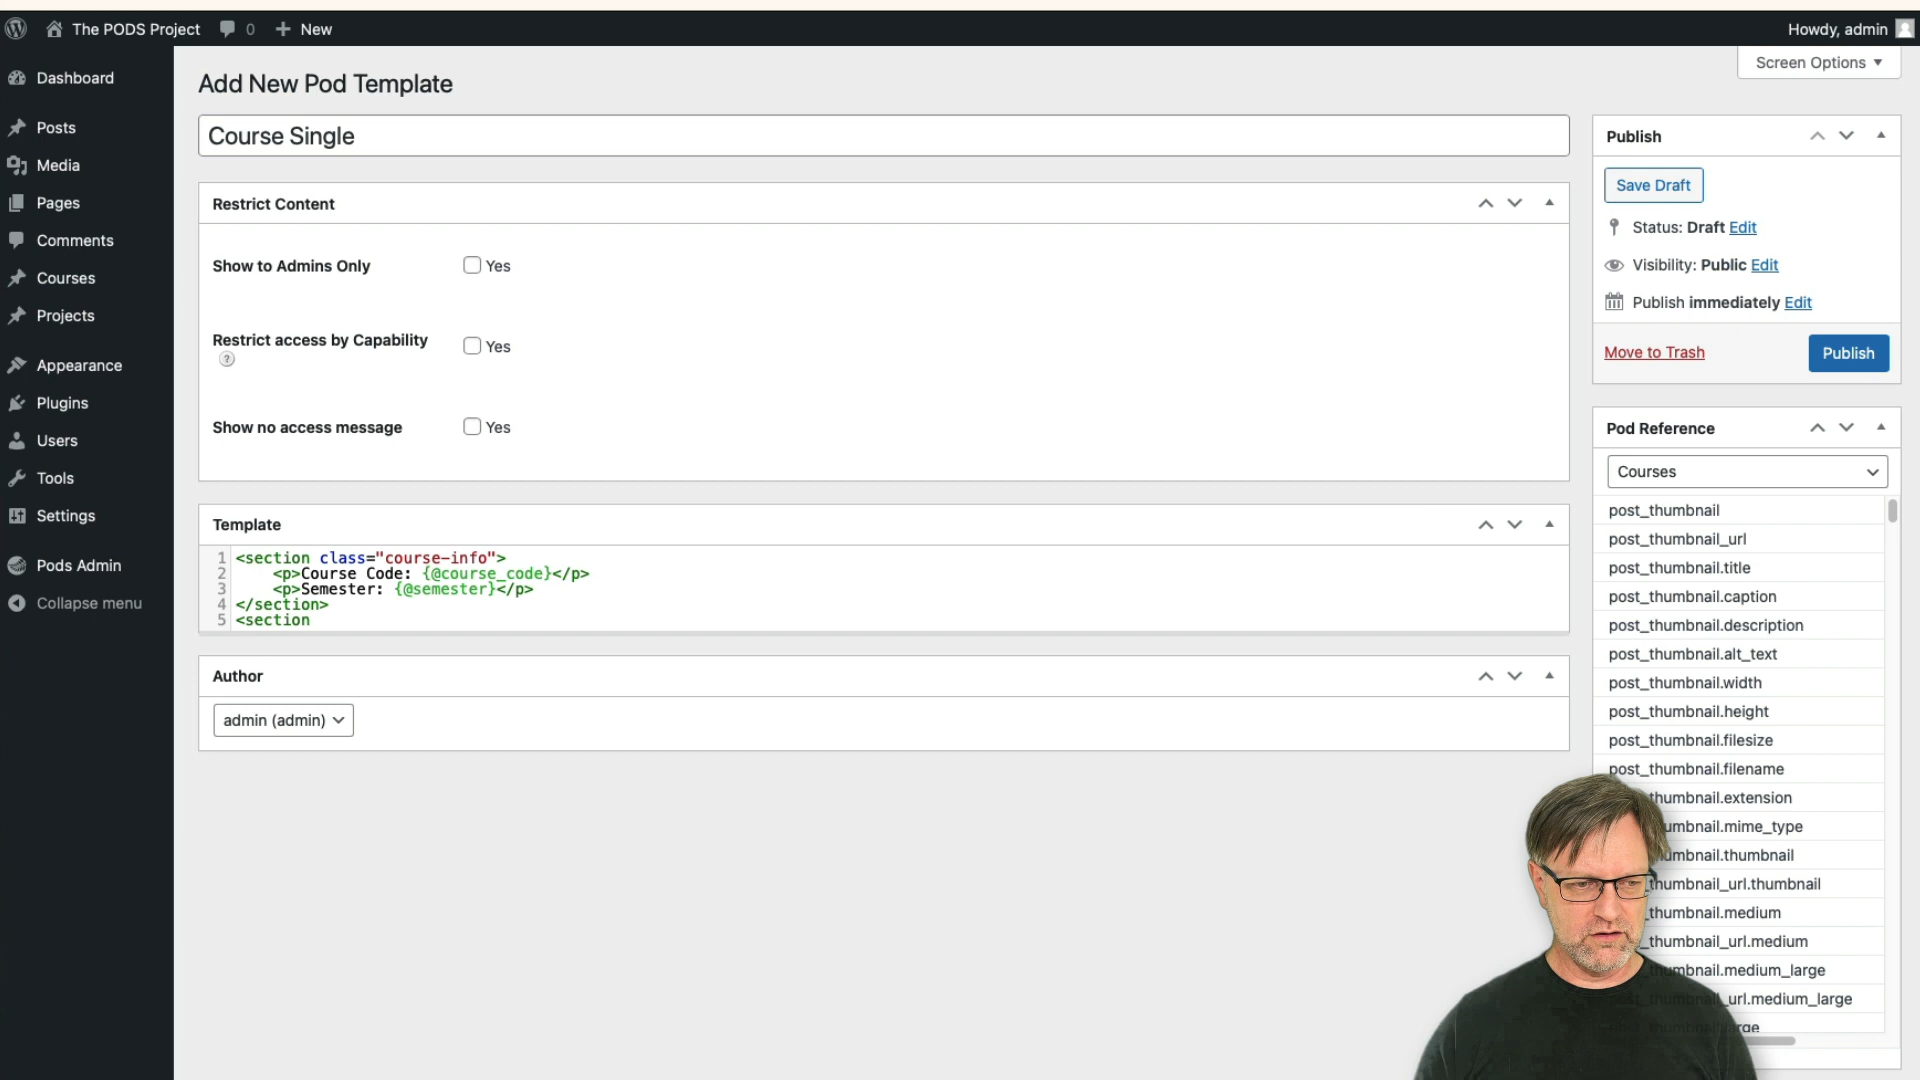 The PODS Project 0 New Howdy, admin
Screen Options
Dashboard
Posts
Media
Pages
Comments
Courses
Projects
Appearance
Plugins
Users
Tools
Settings
Pods Admin
Collapse menu
Add New Pod Template
Course Single
Restrict Content
Show to Admins Only Yes
Restrict access by Capability Yes
?
Show no access message Yes
Template
1 <section class="course-info">
2 <p>Course Code: {@course_code}</p>
3 <p>Semester: {@semester}</p>
4 </section>
5 <section
Author
admin (admin)
Publish
Save Draft
Status: Draft Edit
Visibility: Public Edit
Publish immediately Edit
Move to Trash Publish
Pod Reference
Courses
post_thumbnail
post_thumbnail_url
post_thumbnail.title
post_thumbnail.caption
post_thumbnail.description
post_thumbnail.alt_text
post_thumbnail.width
post_thumbnail.height
post_thumbnail.filesize
post_thumbnail.filename
thumbnail.extension
umbnail.mime_type
umbnail.thumbnail
thumbnail_url.thumbnail
_thumbnail.medium
_thumbnail_url.medium
thumbnail.medium_large
post_thumbnail_url.medium_large